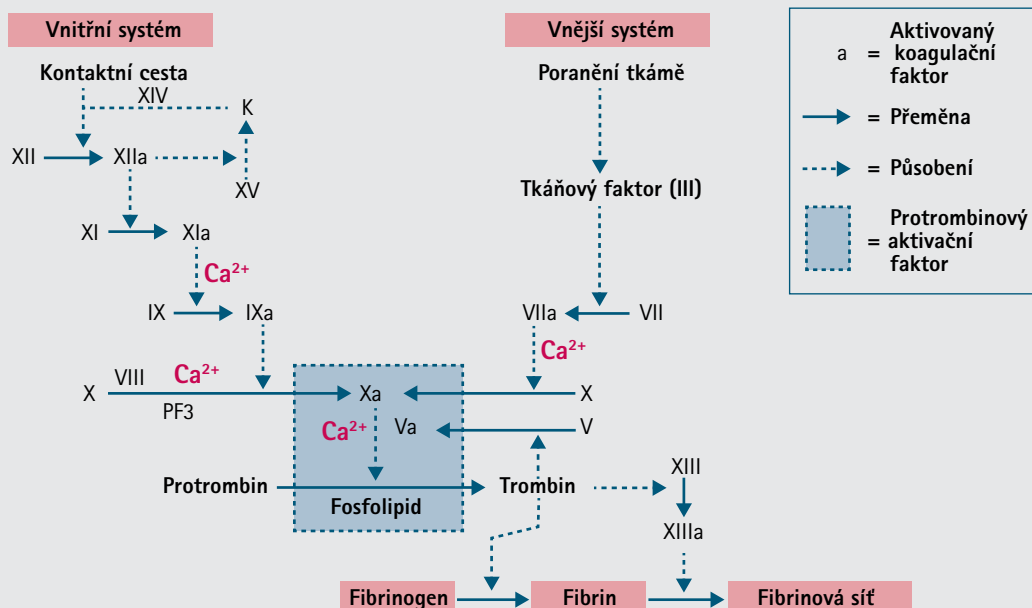 Vnitřní systém
Vnější systém
Kontaktní cesta
Poranění tkámě
XIV
K
XII
XIIa
XV
Tkáňový faktor (III)
XI
XIa
Ca²⁺
IX
IXa
VIIa
VII
Ca²⁺
X
VIII
Ca²⁺
PF3
Xa
X
Ca²⁺
Va
V
Protrombin
Fosfolipid
Trombin
XIII
XIIIa
Fibrinogen
Fibrin
Fibrinová síť
Aktivovaný
a = koagulační
faktor
= Přeměna
= Působení
Protrombinový
= aktivační
faktor